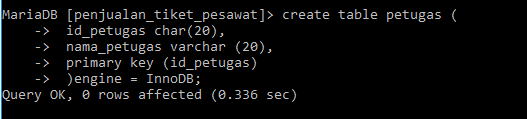 MariaDB [penjualan_tiket_pesawat]> create table petugas (
-> id_petugas char(20),
-> nama_petugas varchar (20),
-> primary key (id_petugas)
-> )engine = InnoDB;
Query OK, 0 rows affected (0.336 sec)